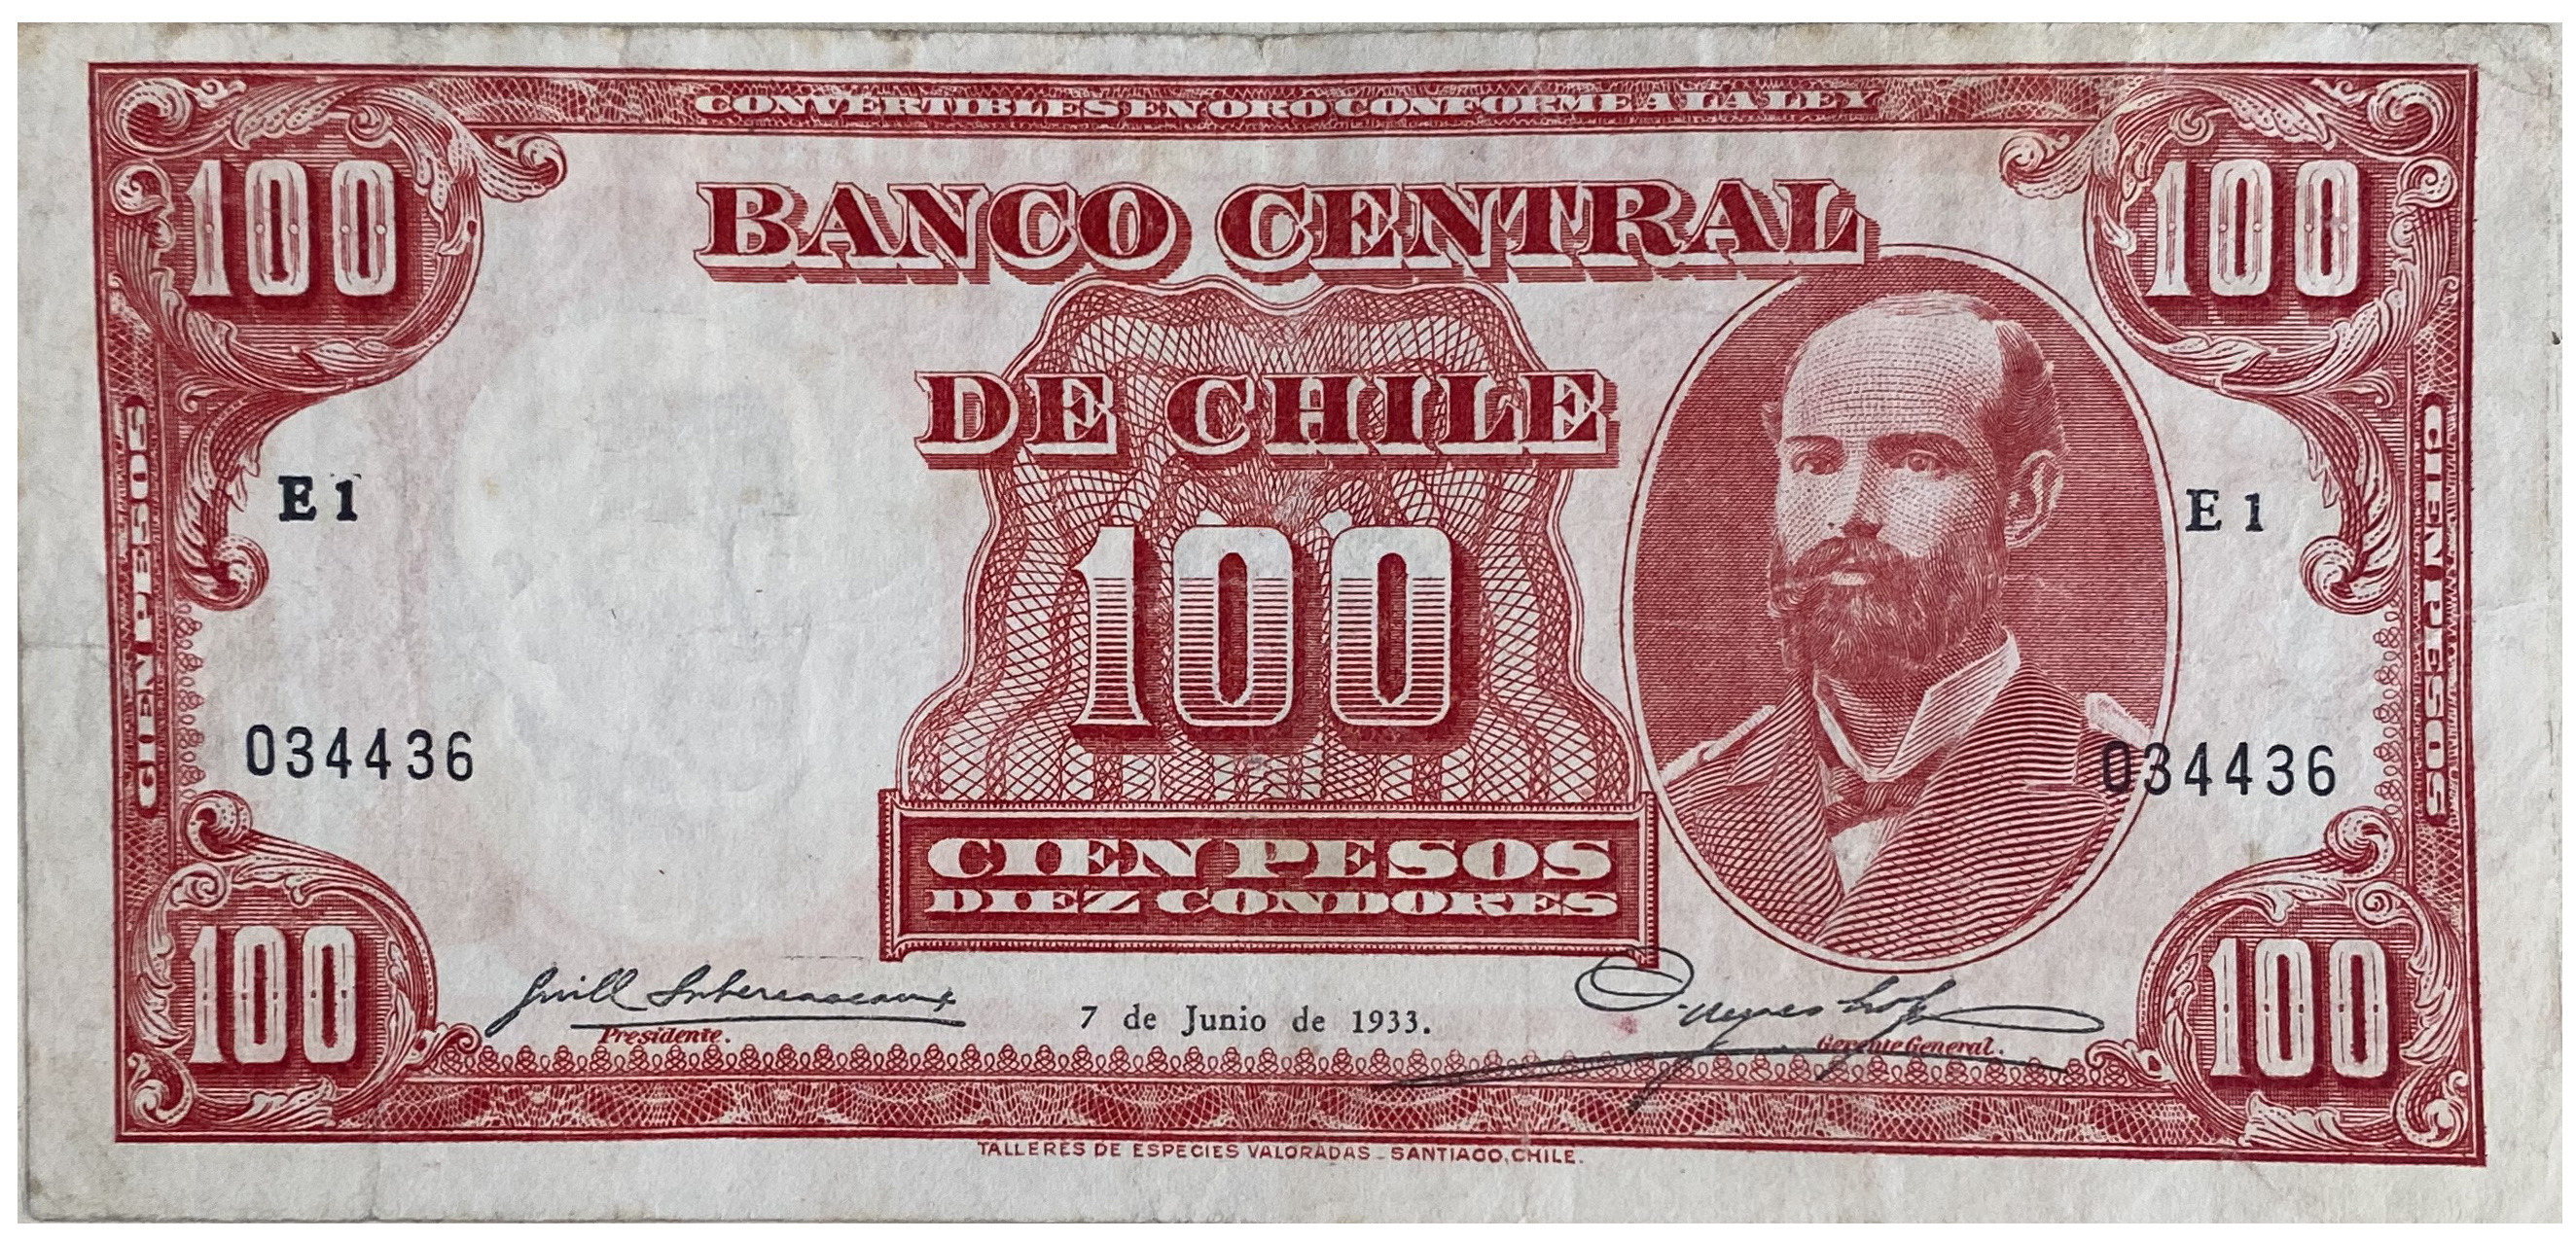 CONVERTIBLES EN ORO CONFORME A LA LEY
100
100
BANCO CENTRAL
DE CHILE
CIEN PESOS
CIEN PESOS
E 1
E 1
100
034436
034436
CIEN PESOS
DIEZ CONDORES
100
100
Presidente.
7 de Junio de 1933.
Gerente General.
TALLERES DE ESPECIES VALORADAS - SANTIAGO, CHILE.